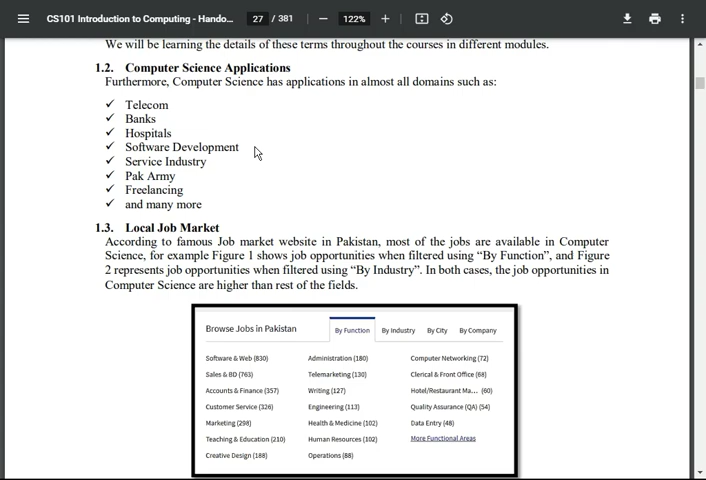 CS101 Introduction to Computing - Hando...
27 / 381
122%
We will be learning the details of these terms throughout the courses in different modules.
1.2. Computer Science Applications
Furthermore, Computer Science has applications in almost all domains such as:
✓ Telecom
✓ Banks
✓ Hospitals
✓ Software Development
✓ Service Industry
✓ Pak Army
✓ Freelancing
✓ and many more
1.3. Local Job Market
According to famous Job market website in Pakistan, most of the jobs are available in Computer
Science, for example Figure 1 shows job opportunities when filtered using “By Function”, and Figure
2 represents job opportunities when filtered using “By Industry”. In both cases, the job opportunities in
Computer Science are higher than rest of the fields.
Browse Jobs in Pakistan By Function By Industry By City By Company
Software & Web (830) Administration (180) Computer Networking (72)
Sales & BD (763) Telemarketing (130) Clerical & Front Office (68)
Accounts & Finance (357) Writing (127) Hotel/Restaurant Ma... (60)
Customer Service (326) Engineering (113) Quality Assurance (QA) (54)
Marketing (298) Health & Medicine (102) Data Entry (48)
Teaching & Education (210) Human Resources (102) More Functional Areas
Creative Design (188) Operations (88)